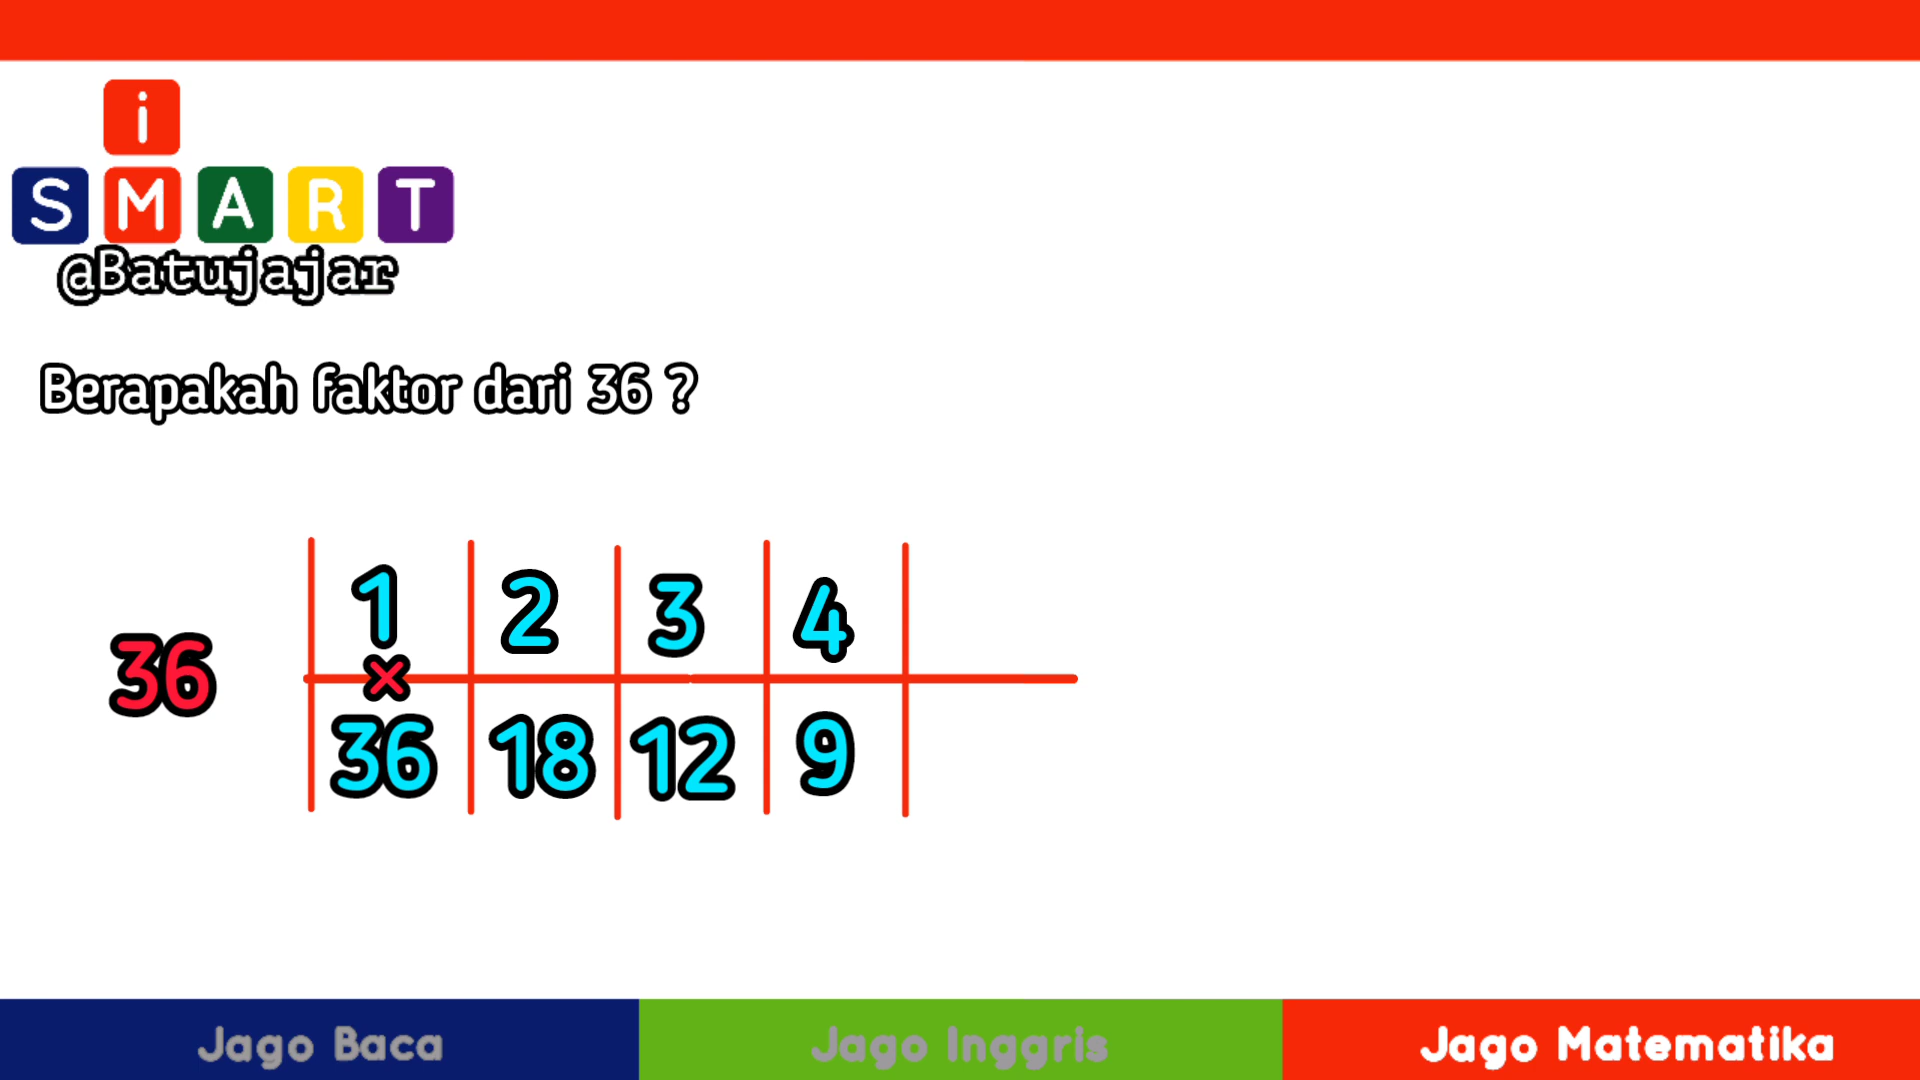 i
SMART
@Batujajar
Berapakah faktor dari 36 ?
1 2 3 4
36 ×
36 18 12 9
Jago Baca Jago Inggris Jago Matematika